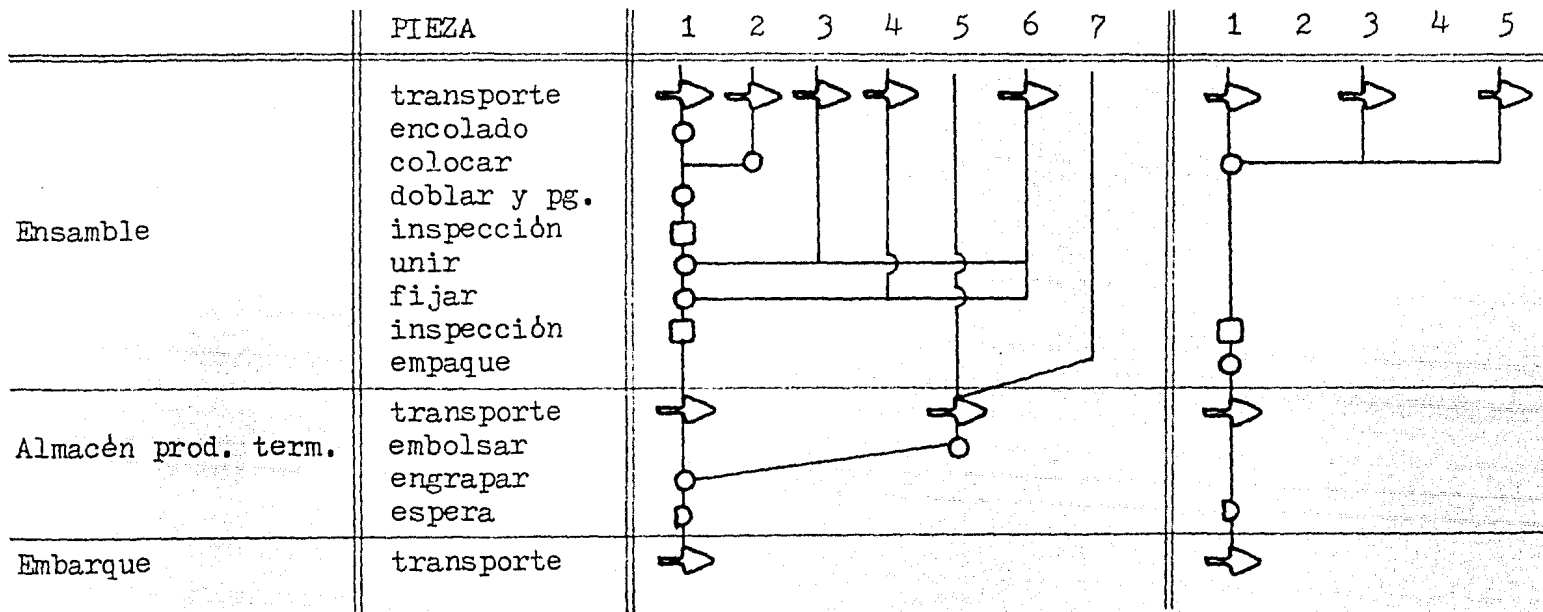 PIEZA 1 2 3 4 5 6 7 1 2 3 4 5
transporte
encolado
colocar
doblar y pg.
Ensamble inspección
unir
fijar
inspección
empaque
transporte
Almacén prod. term. embolsar
engrapar
espera
Embarque transporte